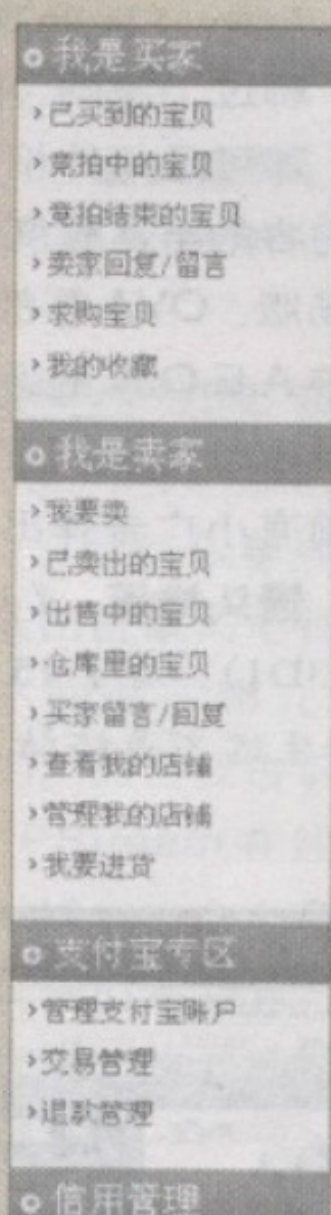 我是买家
己买到的宝贝
竞拍中的宝贝
竞拍结束的宝贝
卖家回复/留言
求购宝贝
我的收藏
我是卖家
我要卖
己卖出的宝贝
出售中的宝贝
仓库里的宝贝
买家留言/回复
查看我的店铺
管理我的店铺
我要进货
支付宝专区
管理支付宝账户
交易管理
退款管理
信用管理